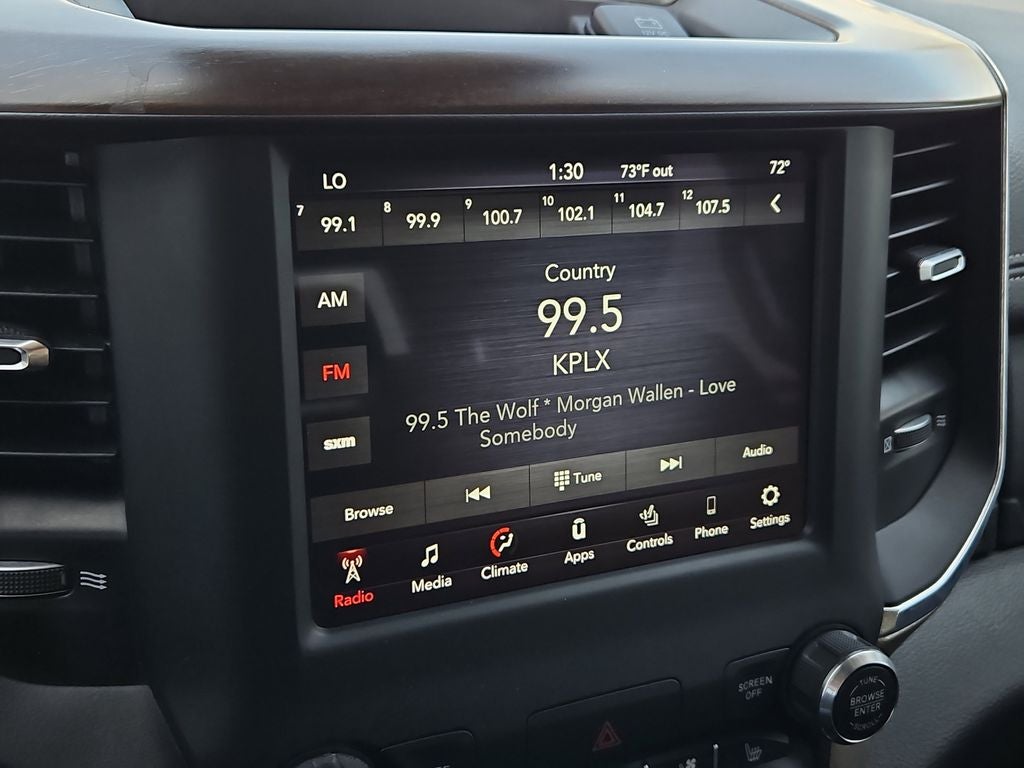 LO 1:30 73°F out 72°
7 99.1 8 99.9 9 100.7 10 102.1 11 104.7 12 107.5
AM
FM
sxm
Country
99.5
KPLX
99.5 The Wolf * Morgan Wallen - Love
Somebody
Browse Tune Audio
Radio Media Climate Apps Controls Phone Settings
SCREEN
OFF
TUNE
BROWSE
ENTER
SCROLL